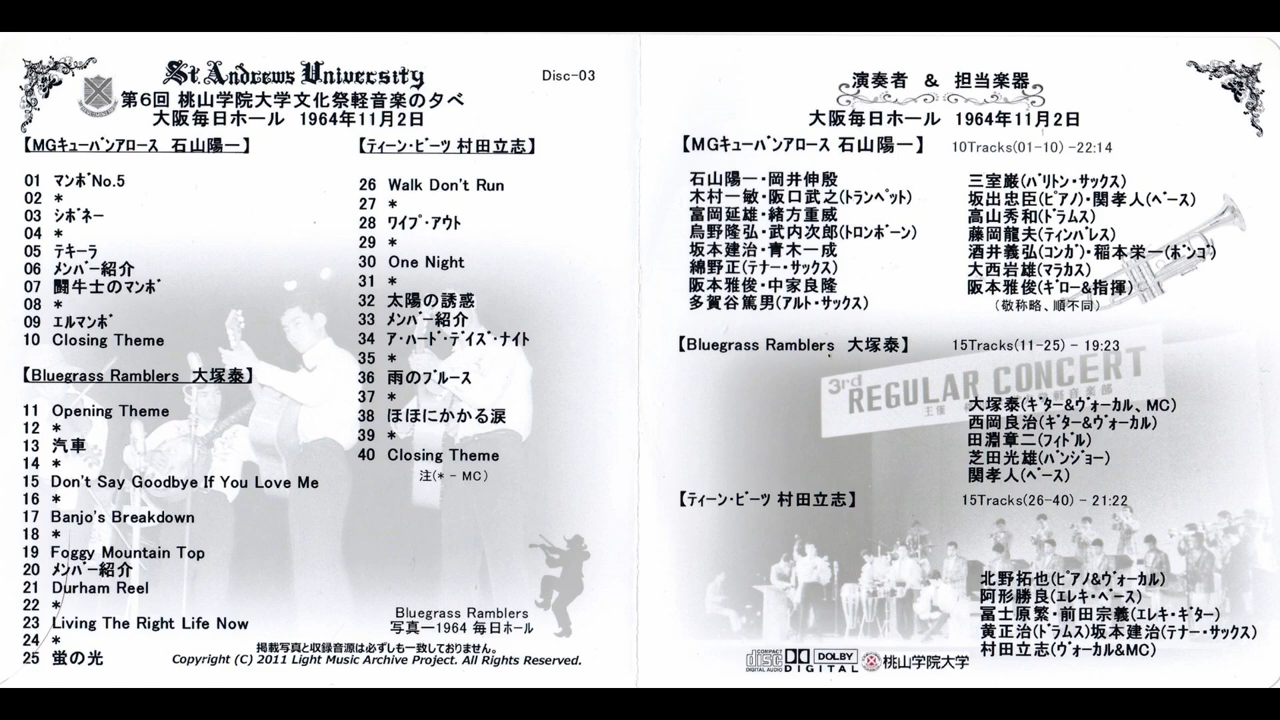 St. Andrews University
Disc-03
第6回 桃山学院大学文化祭軽音楽の夕べ
大阪毎日ホール 1964年11月2日
【MGキューバンアロース 石山陽一】
01 マンボNo.5
02 *
03 シボネー
04 *
05 テキーラ
06 メンバー紹介
07 闘牛士のマンボ
08 *
09 エルマンボ
10 Closing Theme
【Bluegrass Ramblers 大塚泰】
11 Opening Theme
12 *
13 汽車
14 *
15 Don't Say Goodbye If You Love Me
16 *
17 Banjo's Breakdown
18 *
19 Foggy Mountain Top
20 メンバー紹介
21 Durham Reel
22 *
23 Living The Right Life Now
24 *
25 蛍の光
【ティーン・ビーツ 村田立志】
26 Walk Don't Run
27 *
28 ワイプ・アウト
29 *
30 One Night
31 *
32 太陽の誘惑
33 メンバー紹介
34 ア・ハード・デイズ・ナイト
35 *
36 雨のブルース
37 *
38 ほほにかかる涙
39 *
40 Closing Theme
注(* - MC)
Bluegrass Ramblers
写真ー1964 毎日ホール
掲載写真と収録音源は必ずしも一致しておりません。
Copyright (C) 2011 Light Music Archive Project. All Rights Reserved.
演奏者 & 担当楽器
大阪毎日ホール 1964年11月2日
【MGキューバンアロース 石山陽一】 10Tracks(01-10) -22:14
石山陽一・岡井伸殷
木村一敏・阪口武之(トランペット)
富岡延雄・緒方重威
烏野隆弘・武内次郎(トロンボーン)
坂本建治・青木一成
綿野正(テナー・サックス)
阪本雅俊・中家良隆
多賀谷篤男(アルト・サックス)
三室巌(バリトン・サックス)
坂出忠臣(ピアノ)・関孝人(ベース)
高山秀和(ドラムス)
藤岡龍夫(ティンパレス)
酒井義弘(コンガ)・稲本栄一(ボンゴ)
大西岩雄(マラカス)
阪本雅俊(ギロー&指揮)
(敬称略、順不同)
【Bluegrass Ramblers 大塚泰】 15Tracks(11-25) - 19:23
3rd
REGULAR CONCERT
主催
軽音楽部
大塚泰(ギター&ヴォーカル、MC)
西岡良治(ギター&ヴォーカル)
田淵章二(フィドル)
芝田光雄(バンジョー)
関孝人(ベース)
【ティーン・ビーツ 村田立志】 15Tracks(26-40) - 21:22
北野拓也(ピアノ&ヴォーカル)
阿形勝良(エレキ・ベース)
冨士原繁・前田宗義(エレキ・ギター)
黄正治(ドラムス)坂本建治(テナー・サックス)
村田立志(ヴォーカル&MC)
COMPACT disc DIGITAL AUDIO DOLBY DIGITAL 桃山学院大学